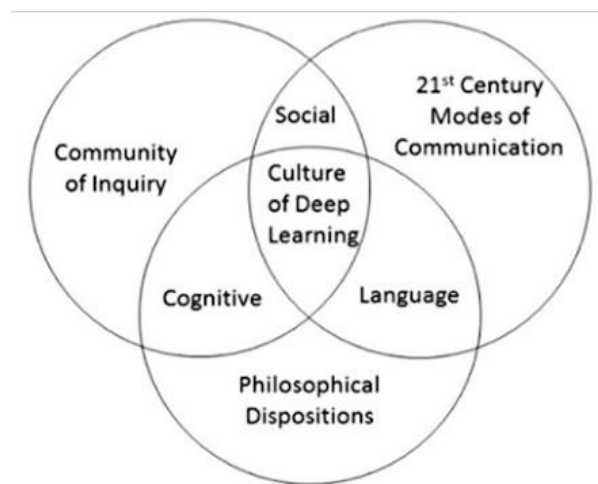 21st Century
Modes of
Communication
Social
Community
of Inquiry
Culture
of Deep
Learning
Cognitive
Language
Philosophical
Dispositions